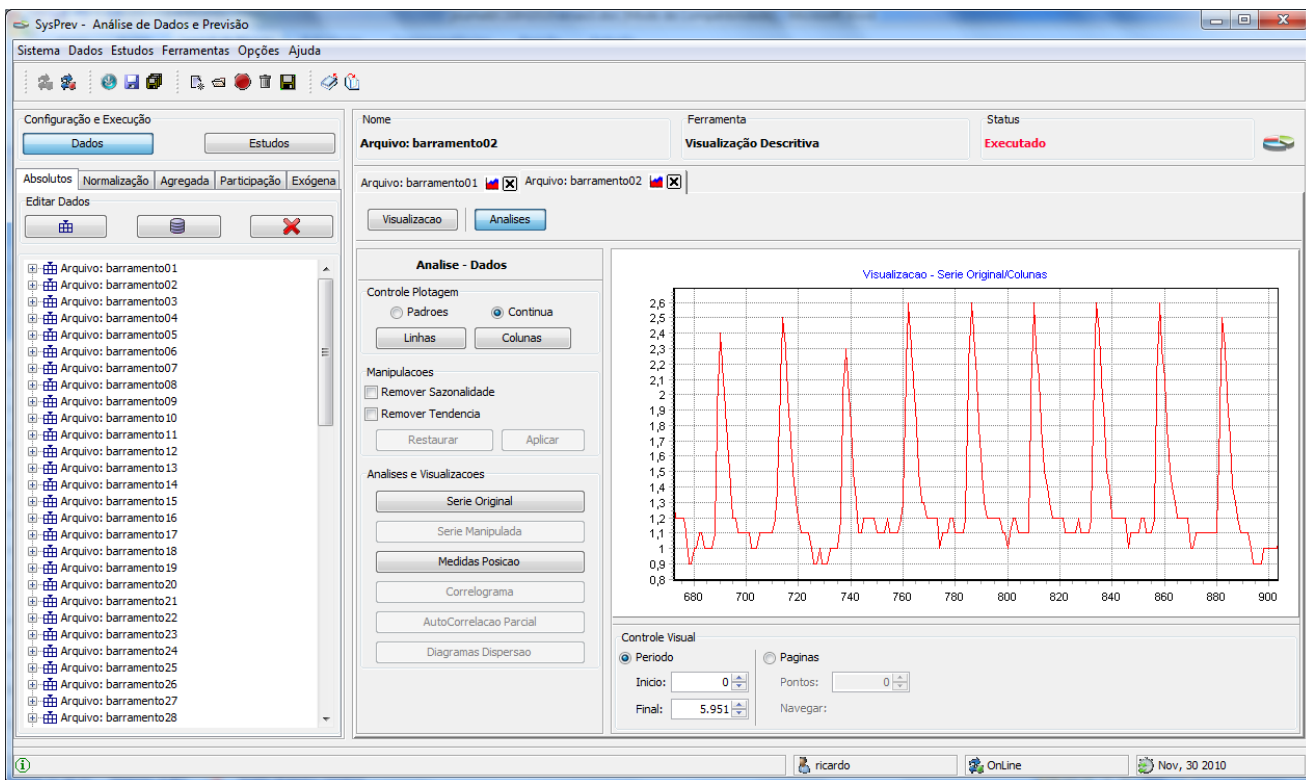 SysPrev - Análise de Dados e Previsão
Sistema Dados Estudos Ferramentas Opções Ajuda
Configuração e Execução
Dados Estudos
Absolutos Normalização Agregada Participação Exógena
Editar Dados
Arquivo: barramento01
Arquivo: barramento02
Arquivo: barramento03
Arquivo: barramento04
Arquivo: barramento05
Arquivo: barramento06
Arquivo: barramento07
Arquivo: barramento08
Arquivo: barramento09
Arquivo: barramento10
Arquivo: barramento11
Arquivo: barramento12
Arquivo: barramento13
Arquivo: barramento14
Arquivo: barramento15
Arquivo: barramento16
Arquivo: barramento17
Arquivo: barramento18
Arquivo: barramento19
Arquivo: barramento20
Arquivo: barramento21
Arquivo: barramento22
Arquivo: barramento23
Arquivo: barramento24
Arquivo: barramento25
Arquivo: barramento26
Arquivo: barramento27
Arquivo: barramento28
Nome Ferramenta Status
Arquivo: barramento02 Visualização Descritiva Executado
Arquivo: barramento01 Arquivo: barramento02
Visualizacao Analises
Analise - Dados
Controle Plotagem
Padroes Continua
Linhas Colunas
Manipulacoes
Remover Sazonalidade
Remover Tendencia
Restaurar Aplicar
Analises e Visualizacoes
Serie Original
Serie Manipulada
Medidas Posicao
Correlograma
AutoCorrelacao Parcial
Diagramas Dispersao
Visualizacao - Serie Original/Colunas
2,6
2,5
2,4
2,3
2,2
2,1
2
1,9
1,8
1,7
1,6
1,5
1,4
1,3
1,2
1,1
1
0,9
0,8
680 700 720 740 760 780 800 820 840 860 880 900
Controle Visual
Periodo Paginas
Inicio: 0 Pontos: 0
Final: 5.951 Navegar:
ricardo OnLine Nov, 30 2010